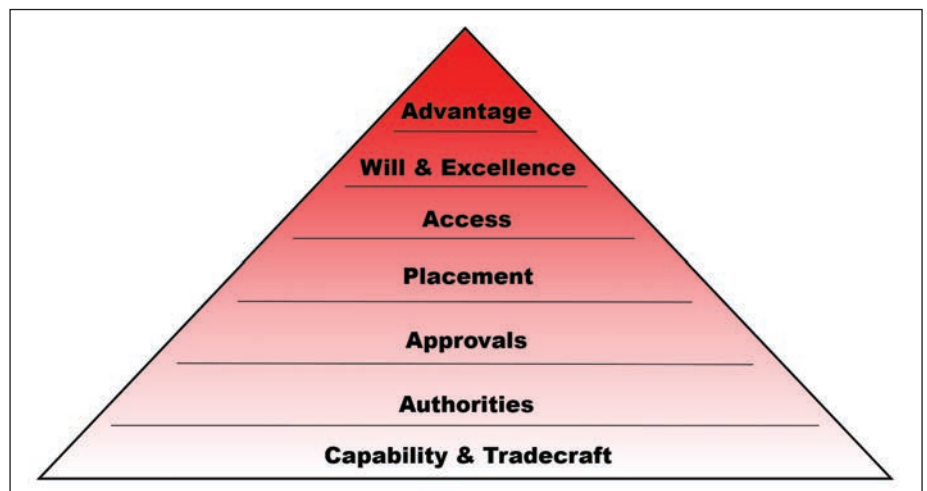 Advantage
Will & Excellence
Access
Placement
Approvals
Authorities
Capability & Tradecraft